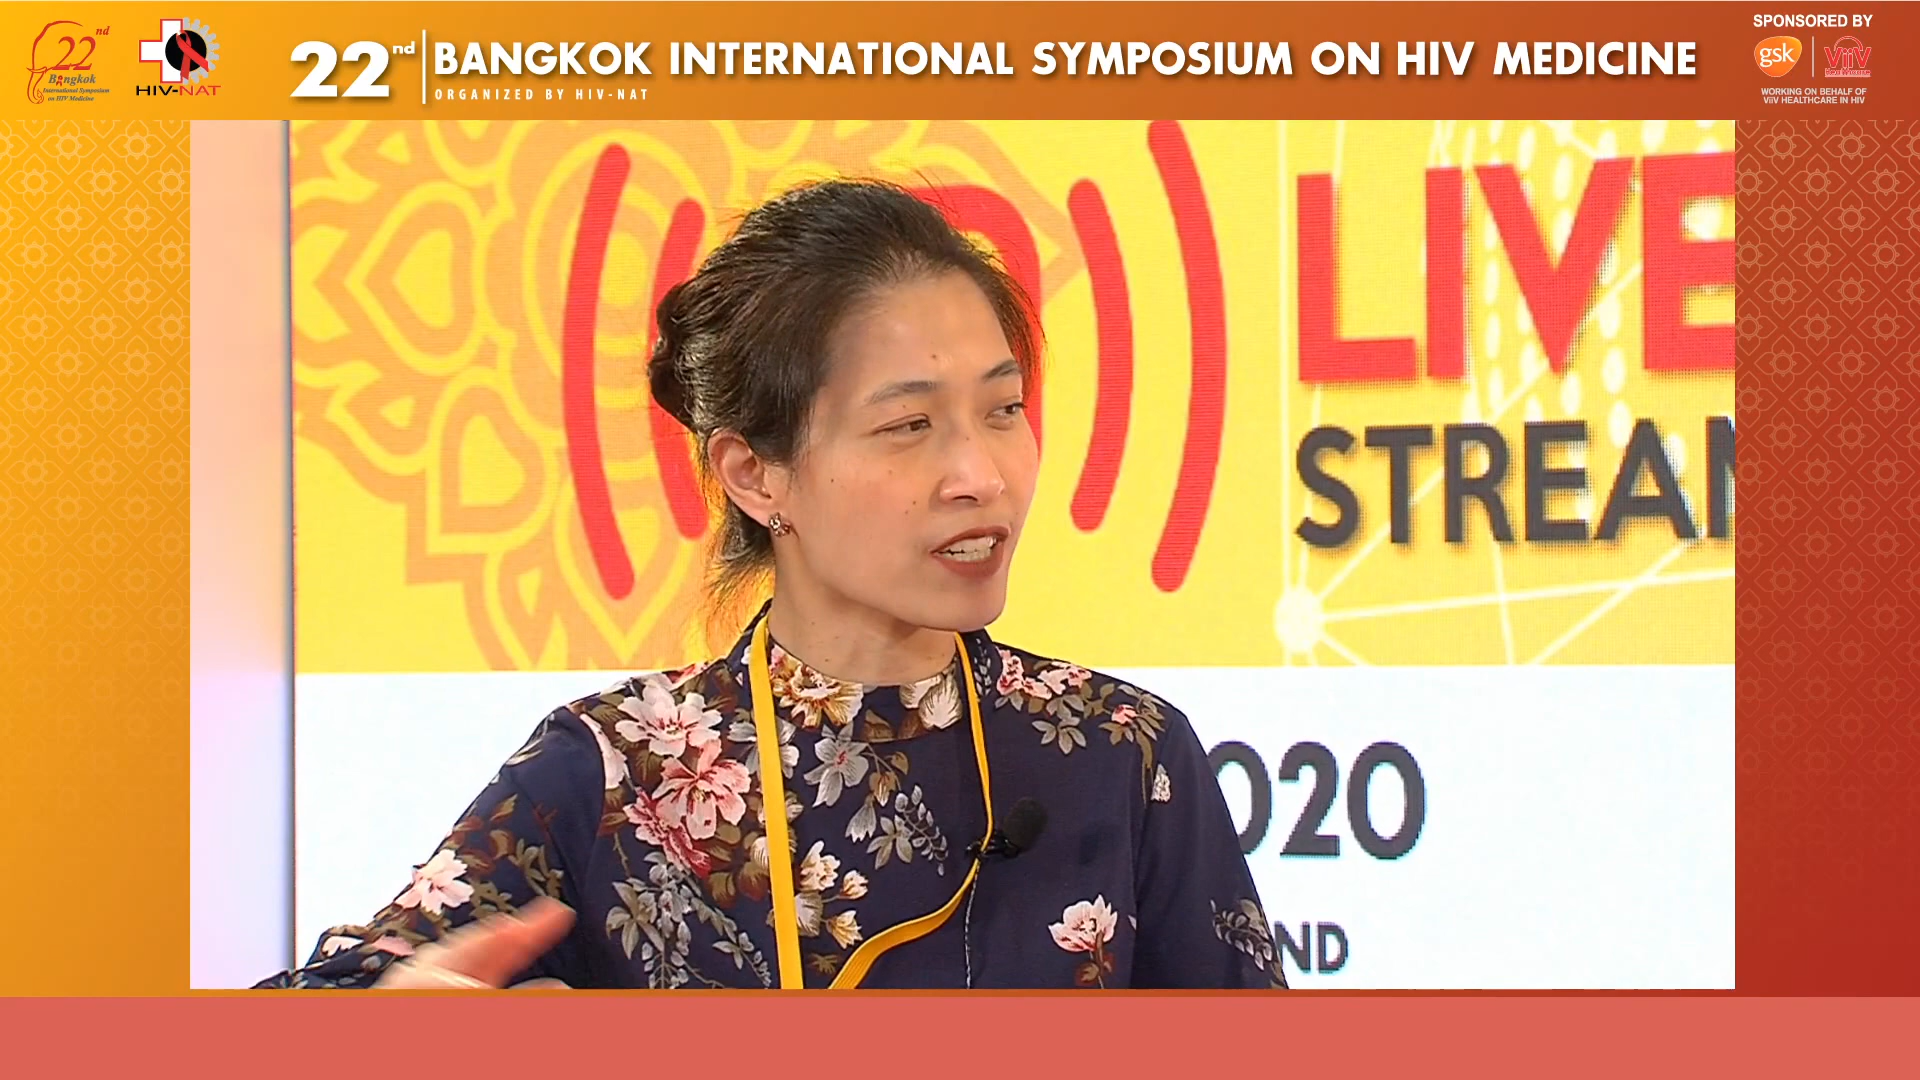 22nd
Bangkok
International Symposium
on HIV Medicine
HIV-NAT
22nd BANGKOK INTERNATIONAL SYMPOSIUM ON HIV MEDICINE
ORGANIZED BY HIV-NAT
SPONSORED BY
gsk
ViiV
WORKING ON BEHALF OF
ViiV HEALTHCARE IN HIV
LIVE
STREAM
020
ND